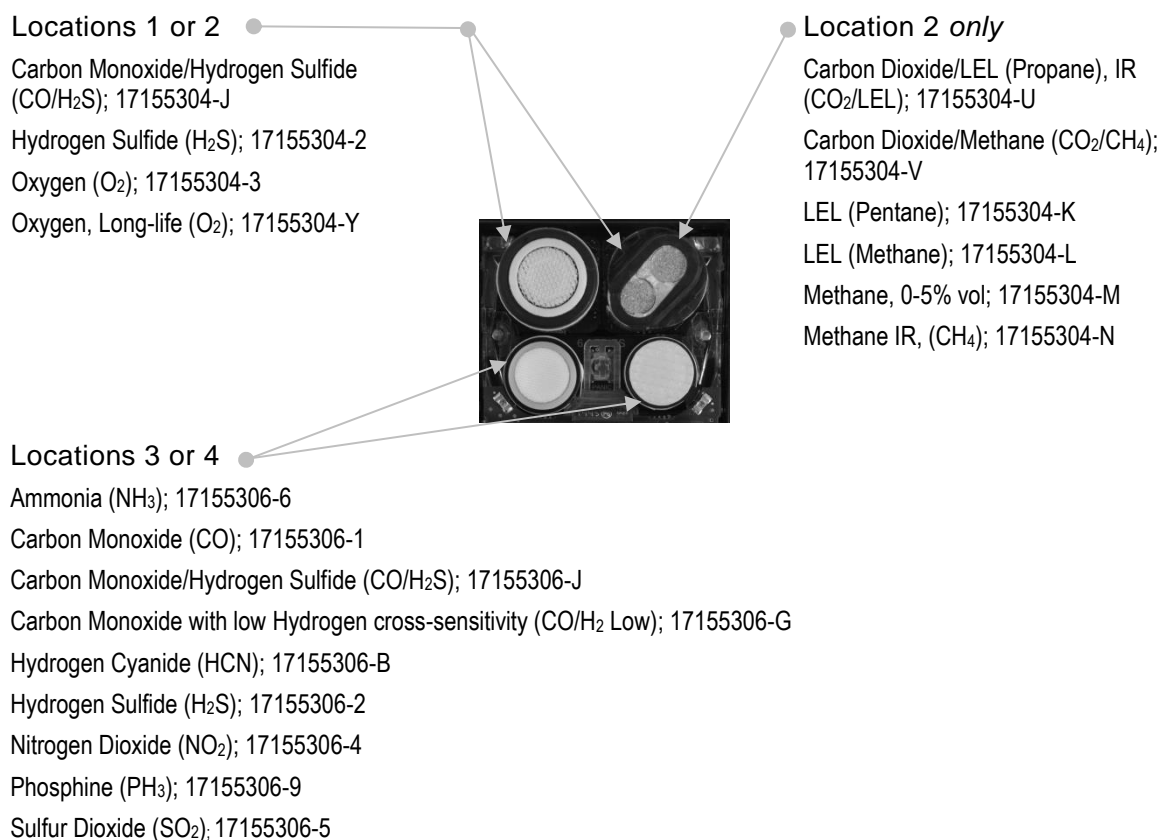 Locations 1 or 2
Carbon Monoxide/Hydrogen Sulfide
(CO/H₂S); 17155304-J
Hydrogen Sulfide (H₂S); 17155304-2
Oxygen (O₂); 17155304-3
Oxygen, Long-life (O₂); 17155304-Y
Location 2 only
Carbon Dioxide/LEL (Propane), IR
(CO₂/LEL); 17155304-U
Carbon Dioxide/Methane (CO₂/CH₄);
17155304-V
LEL (Pentane); 17155304-K
LEL (Methane); 17155304-L
Methane, 0-5% vol; 17155304-M
Methane IR, (CH₄); 17155304-N
Locations 3 or 4
Ammonia (NH₃); 17155306-6
Carbon Monoxide (CO); 17155306-1
Carbon Monoxide/Hydrogen Sulfide (CO/H₂S); 17155306-J
Carbon Monoxide with low Hydrogen cross-sensitivity (CO/H₂ Low); 17155306-G
Hydrogen Cyanide (HCN); 17155306-B
Hydrogen Sulfide (H₂S); 17155306-2
Nitrogen Dioxide (NO₂); 17155306-4
Phosphine (PH₃); 17155306-9
Sulfur Dioxide (SO₂); 17155306-5